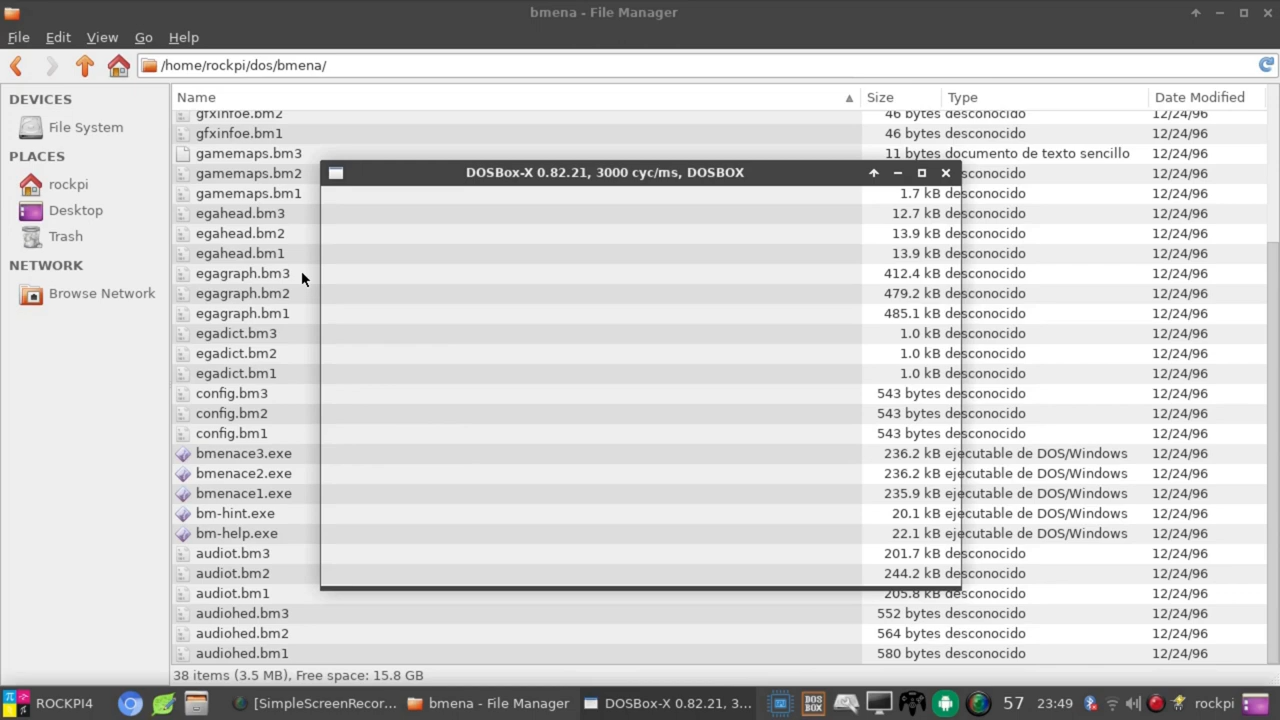 bmena - File Manager
File Edit View Go Help
/home/rockpi/dos/bmena/
DEVICES
File System
PLACES
rockpi
Desktop
Trash
NETWORK
Browse Network
Name Size Type Date Modified
gfxinfoe.bm2 46 bytes desconocido 12/24/96
gfxinfoe.bm1 46 bytes desconocido 12/24/96
gamemaps.bm3 11 bytes documento de texto sencillo 12/24/96
DOSBox-X 0.82.21, 3000 cyc/ms, DOSBOX
gamemaps.bm2 sconocido 12/24/96
gamemaps.bm1 1.7 kB desconocido 12/24/96
egahead.bm3 12.7 kB desconocido 12/24/96
egahead.bm2 13.9 kB desconocido 12/24/96
egahead.bm1 13.9 kB desconocido 12/24/96
egagraph.bm3 412.4 kB desconocido 12/24/96
egagraph.bm2 479.2 kB desconocido 12/24/96
egagraph.bm1 485.1 kB desconocido 12/24/96
egadict.bm3 1.0 kB desconocido 12/24/96
egadict.bm2 1.0 kB desconocido 12/24/96
egadict.bm1 1.0 kB desconocido 12/24/96
config.bm3 543 bytes desconocido 12/24/96
config.bm2 543 bytes desconocido 12/24/96
config.bm1 543 bytes desconocido 12/24/96
bmenace3.exe 236.2 kB ejecutable de DOS/Windows 12/24/96
bmenace2.exe 236.2 kB ejecutable de DOS/Windows 12/24/96
bmenace1.exe 235.9 kB ejecutable de DOS/Windows 12/24/96
bm-hint.exe 20.1 kB ejecutable de DOS/Windows 12/24/96
bm-help.exe 22.1 kB ejecutable de DOS/Windows 12/24/96
audiot.bm3 201.7 kB desconocido 12/24/96
audiot.bm2 244.2 kB desconocido 12/24/96
audiot.bm1 205.8 kB desconocido 12/24/96
audiohed.bm3 552 bytes desconocido 12/24/96
audiohed.bm2 564 bytes desconocido 12/24/96
audiohed.bm1 580 bytes desconocido 12/24/96
38 items (3.5 MB), Free space: 15.8 GB
ROCKPI4 [SimpleScreenRecor... bmena - File Manager DOSBox-X 0.82.21, 3... DOS BOX 57 23:49 rockpi